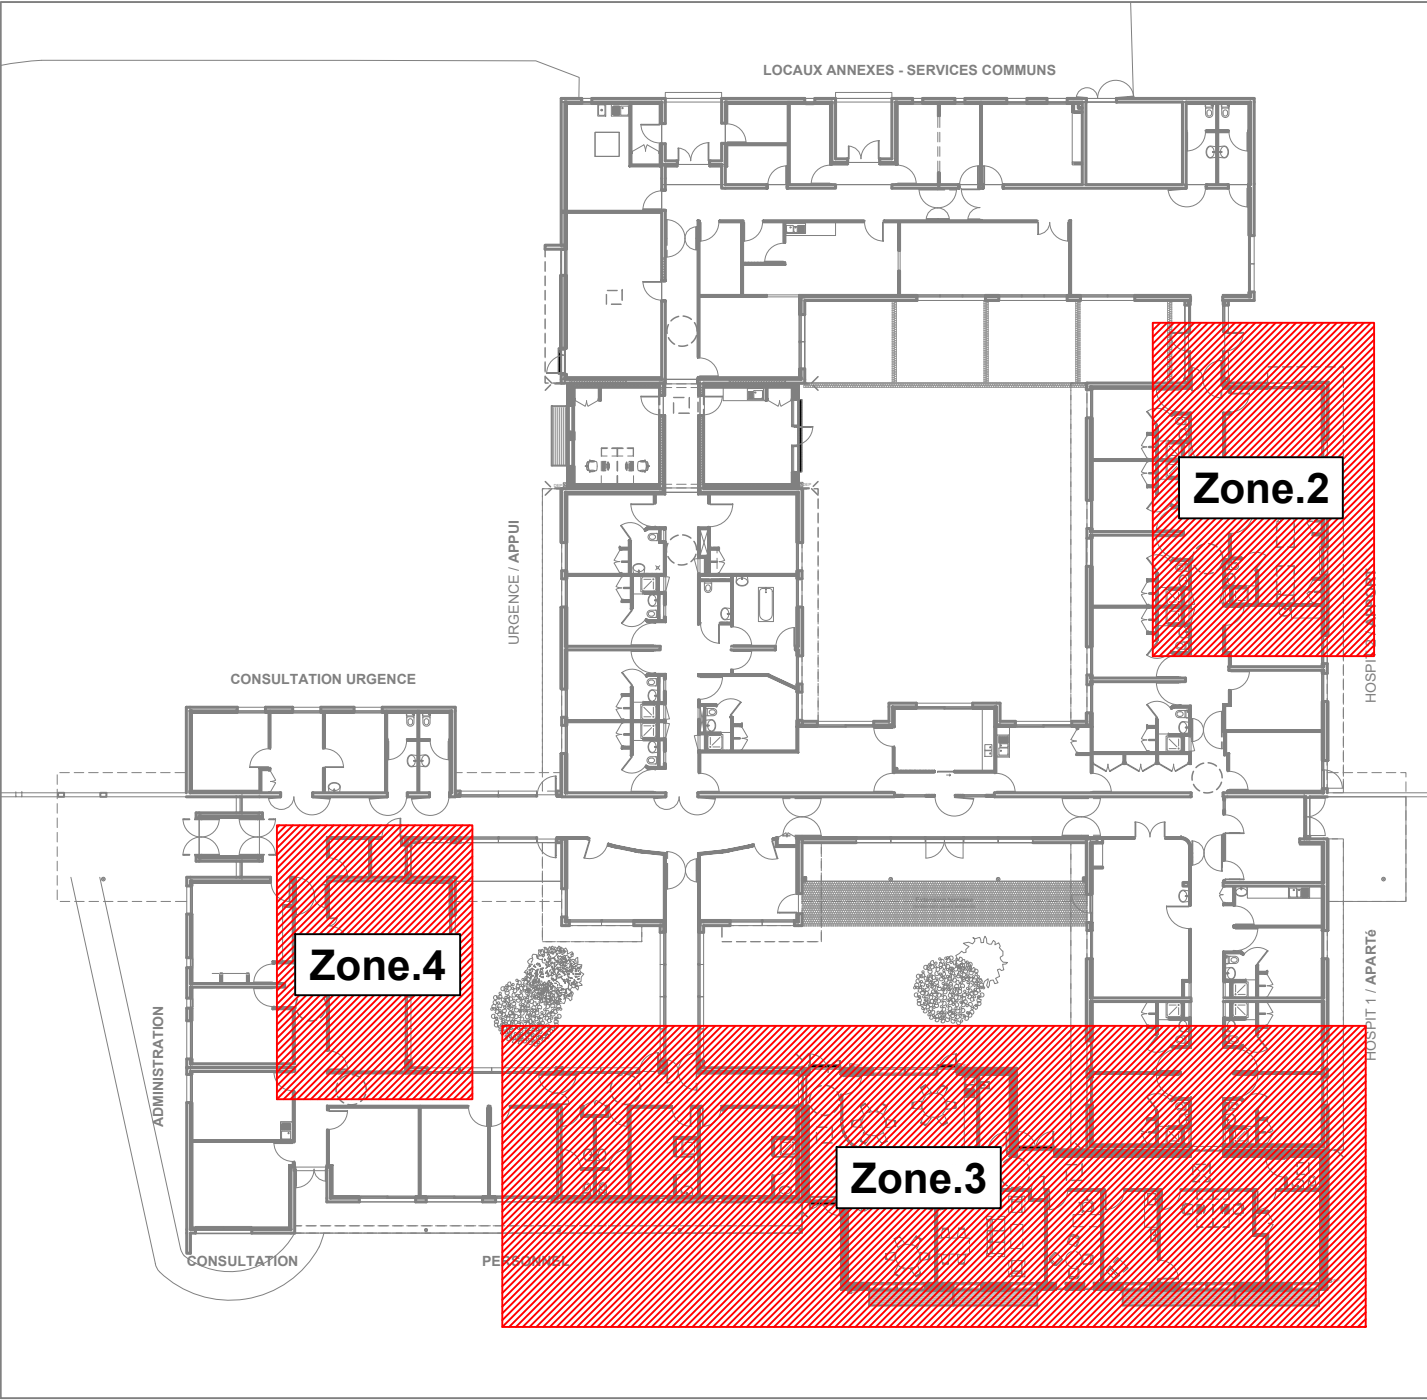 LOCAUX ANNEXES - SERVICES COMMUNS
Zone.2
URGENCE / APPUI
HOSPIT
CONSULTATION URGENCE
Zone.4
HOSPIT 1 / APARTé
ADMINISTRATION
Zone.3
CONSULTATION
PERSONNEL